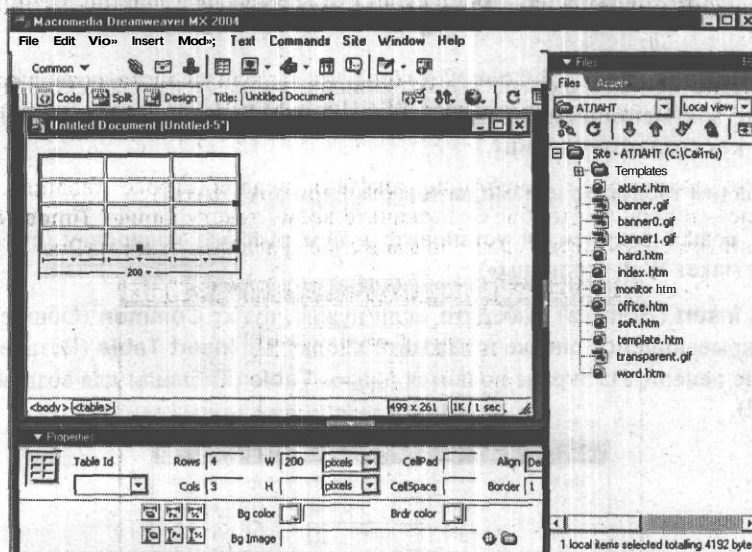 Macromedia Dreamweaver MX 2004
File Edit Vio» Insert Mod»; Text Commands Site Window Help
Common
Code Split Design Title: Untitled Document
Untitled Document (Untitled-5*)
200
<body> <table> 499 x 261 1K / 1 sec
Properties
Table Id Rows 4 W 200 pixels CellPad Align
Cols 3 H pixels CellSpace Border 1
Bg color Brdr color
Bg Image
Files
Files Assets
АТЛАНТ Local view
Site - АТЛАНТ (C:\Сайты)
Templates
atlant.htm
banner.gif
banner0.gif
banner1.gif
hard.htm
index.htm
monitor htm
office.htm
soft.htm
template.htm
transparent.gif
word.htm
1 local items selected totalling 4192 byte